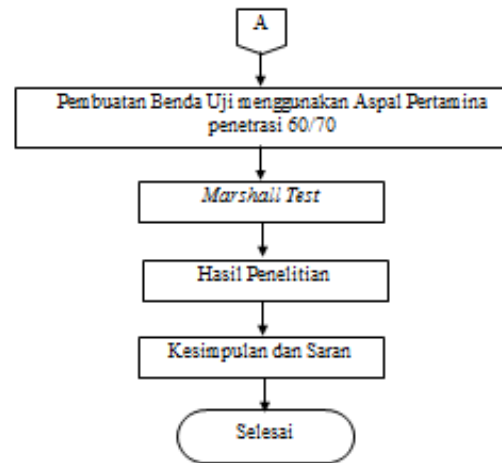 A
Pembuatan Benda Uji menggunakan Aspal Pertamina
penetrasi 60/70
Marshall Test
Hasil Penelitian
Kesimpulan dan Saran
Selesai